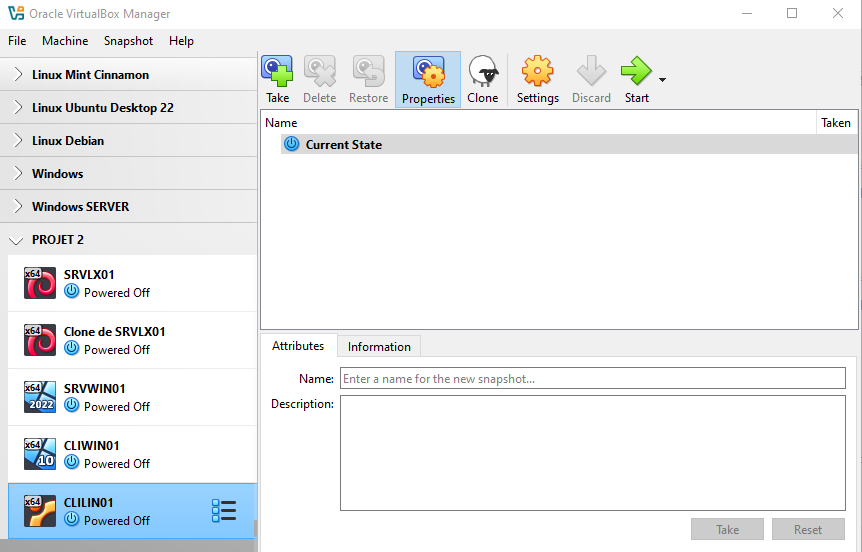 Oracle VirtualBox Manager
File Machine Snapshot Help
Linux Mint Cinnamon
Linux Ubuntu Desktop 22
Linux Debian
Windows
Windows SERVER
PROJET 2
x64 SRVLX01
Powered Off
x64 Clone de SRVLX01
Powered Off
x64 2022 SRVWIN01
Powered Off
x64 10 CLIWIN01
Powered Off
x64 CLILIN01
Powered Off
Take Delete Restore Properties Clone Settings Discard Start
Name Taken
Current State
Attributes Information
Name: Enter a name for the new snapshot...
Description:
Take Reset